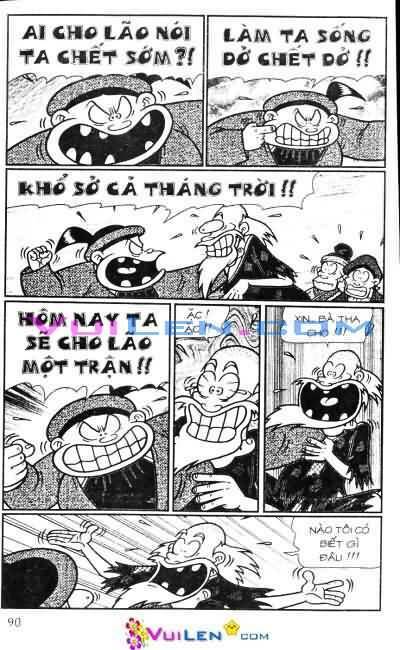 AI CHO LÃO NÓI
TA CHẾT SỚM?!
LÀM TA SỐNG
DỞ CHẾT DỞ!!
KHỔ SỞ CẢ THÁNG TRỜI!!
HÔM NAY TA
SẼ CHO LÃO
MỘT TRẬN!!
ẶC!
ẶC!
XIN BÀ THA
CHO
NÀO TÔI CÓ
BẾT GÌ
ĐÂU!!!
VUILEN.COM
90
VUILEN.COM